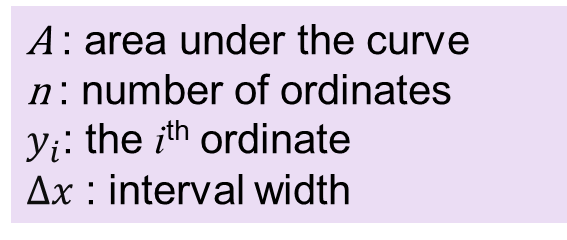 A : area under the curve
n : number of ordinates
yᵢ: the iᵗʰ ordinate
Δx : interval width